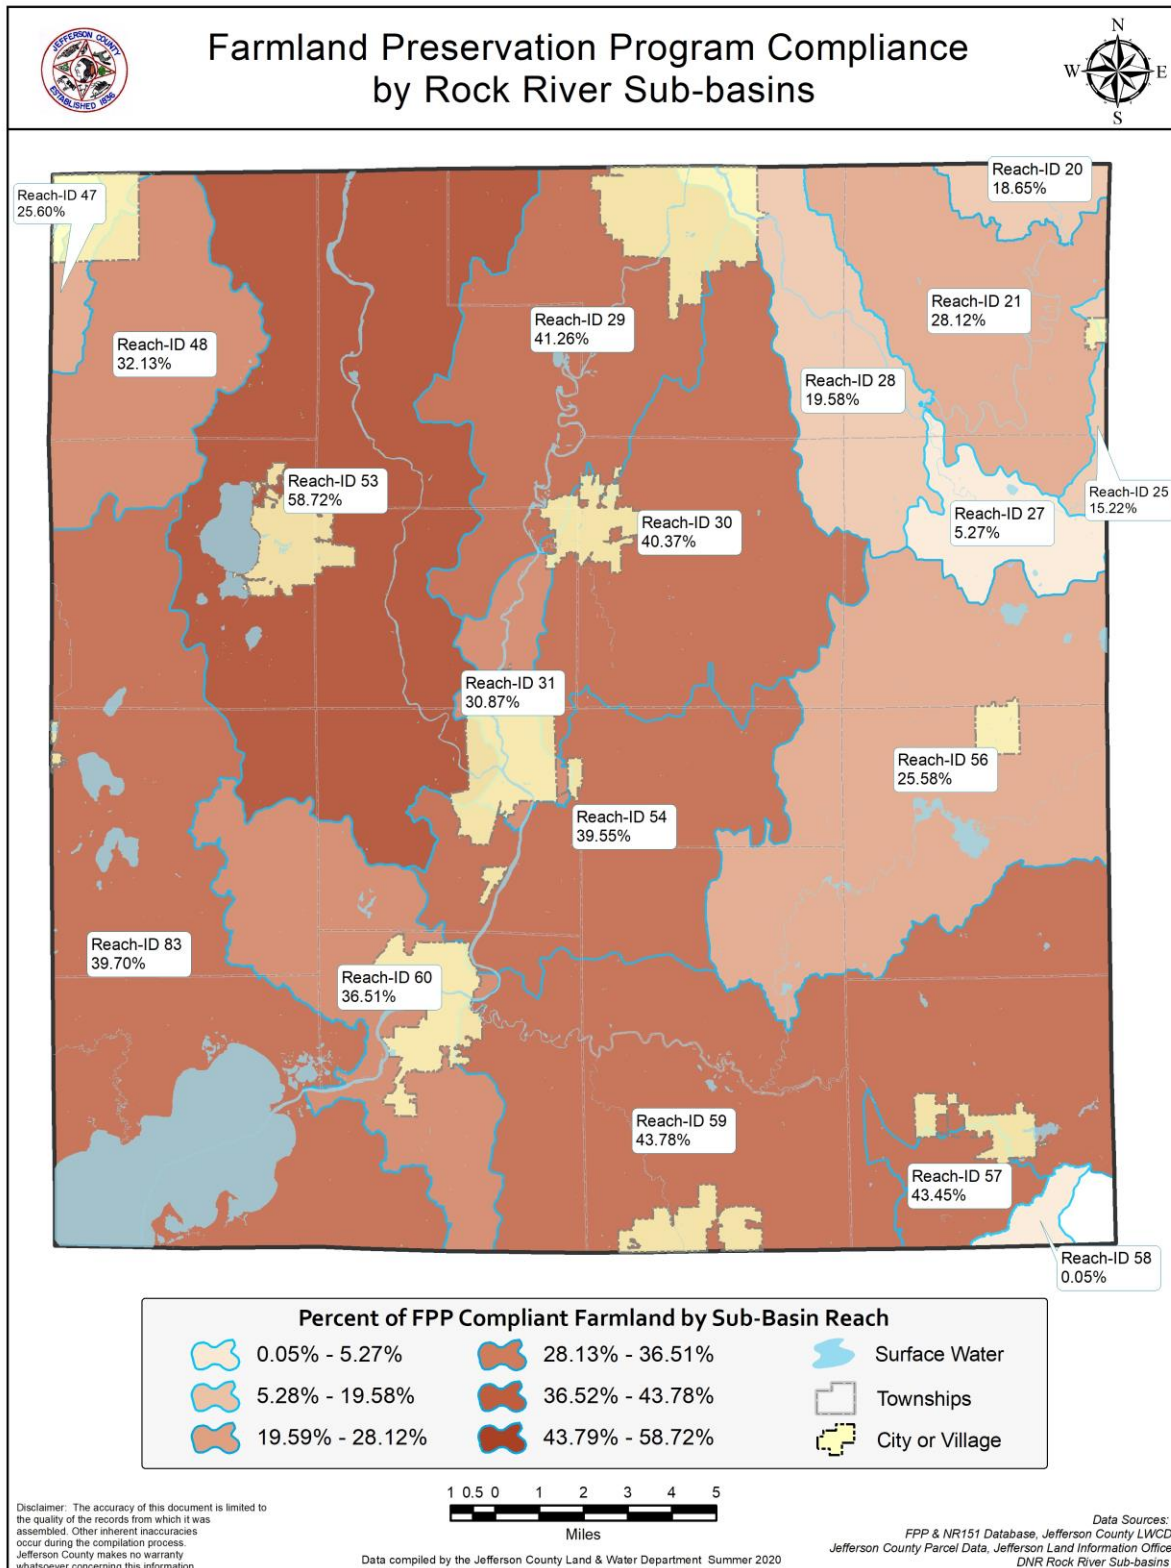 JEFFERSON COUNTY
ESTABLISHED 1836
Farmland Preservation Program Compliance
by Rock River Sub-basins
N
W E
S
Reach-ID 20
18.65%
Reach-ID 47
25.60%
Reach-ID 21
28.12%
Reach-ID 29
41.26%
Reach-ID 48
32.13%
Reach-ID 28
19.58%
Reach-ID 53
58.72%
Reach-ID 25
15.22%
Reach-ID 27
5.27%
Reach-ID 30
40.37%
Reach-ID 31
30.87%
Reach-ID 56
25.58%
Reach-ID 54
39.55%
Reach-ID 83
39.70%
Reach-ID 60
36.51%
Reach-ID 59
43.78%
Reach-ID 57
43.45%
Reach-ID 58
0.05%
Percent of FPP Compliant Farmland by Sub-Basin Reach
0.05% - 5.27%
5.28% - 19.58%
19.59% - 28.12%
28.13% - 36.51%
36.52% - 43.78%
43.79% - 58.72%
Surface Water
Townships
City or Village
1 0.5 0 1 2 3 4 5
Miles
Disclaimer: The accuracy of this document is limited to
the quality of the records from which it was
assembled. Other inherent inaccuracies
occur during the compilation process.
Jefferson County makes no warranty
whatsoever concerning this information.
Data compiled by the Jefferson County Land & Water Department Summer 2020
Data Sources:
FPP & NR151 Database, Jefferson County LWCD
Jefferson County Parcel Data, Jefferson Land Information Office
DNR Rock River Sub-basins